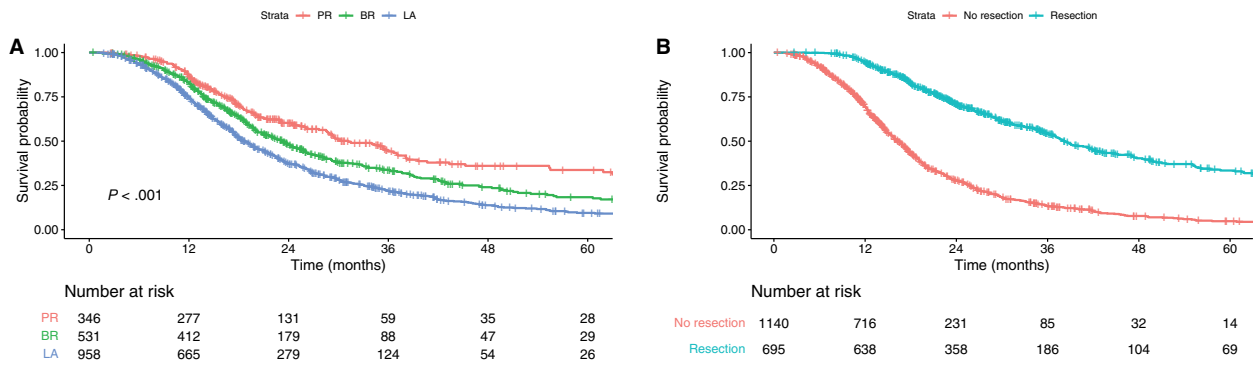 Strata PR BR LA
A
1.00
0.75
0.50
0.25
0.00
Survival probability
P < .001
0 12 24 36 48 60
Time (months)
Number at risk
PR 346 277 131 59 35 28
BR 531 412 179 88 47 29
LA 958 665 279 124 54 26
Strata No resection Resection
B
1.00
0.75
0.50
0.25
0.00
Survival probability
0 12 24 36 48 60
Time (months)
Number at risk
No resection 1140 716 231 85 32 14
Resection 695 638 358 186 104 69